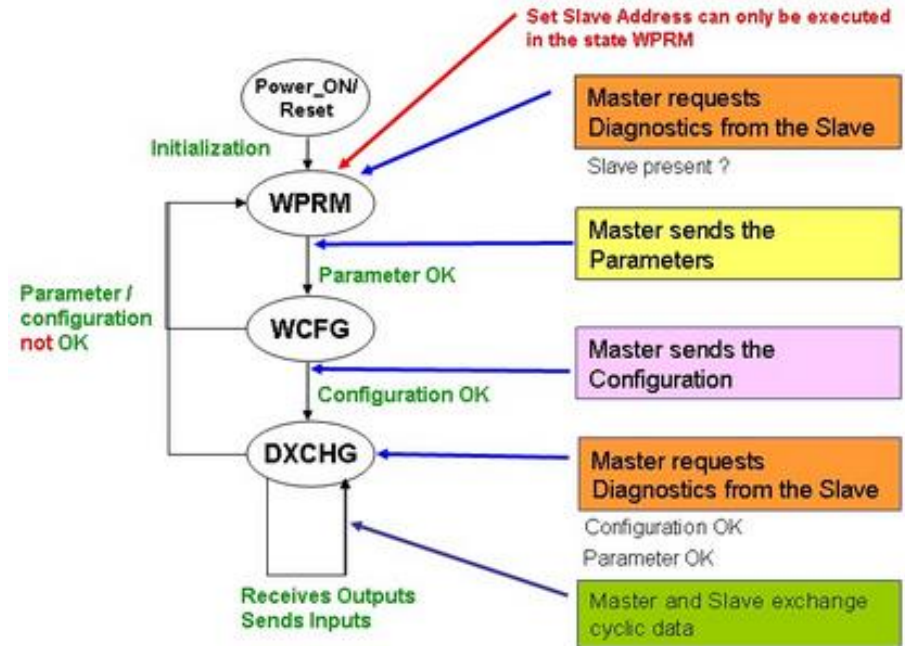 Set Slave Address can only be executed
in the state WPRM
Power_ON/
Reset
Master requests
Diagnostics from the Slave
Initialization
Slave present ?
WPRM
Master sends the
Parameters
Parameter OK
Parameter /
configuration
not OK
WCFG
Master sends the
Configuration
Configuration OK
DXCHG
Master requests
Diagnostics from the Slave
Configuration OK
Parameter OK
Receives Outputs
Sends Inputs
Master and Slave exchange
cyclic data